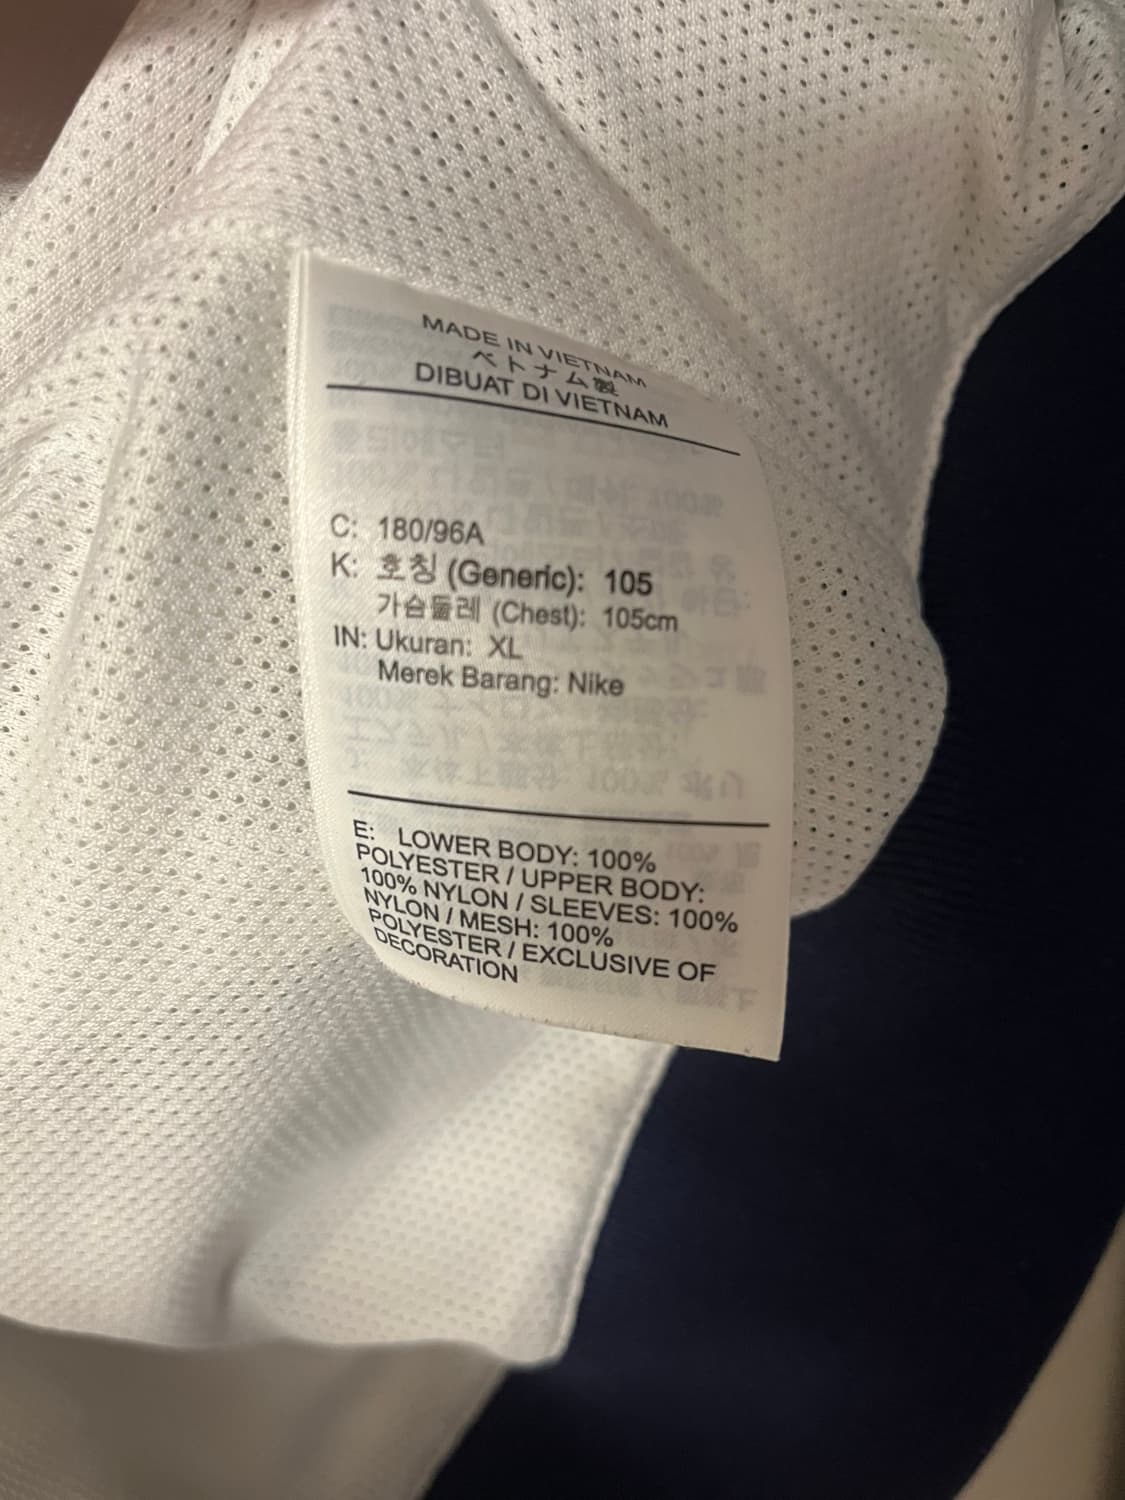 MADE IN VIETNAM
ベトナム製
DIBUAT DI VIETNAM
C: 180/96A
K: 호칭 (Generic): 105
가슴둘레 (Chest): 105cm
IN: Ukuran: XL
Merek Barang: Nike
E: LOWER BODY: 100%
POLYESTER / UPPER BODY:
100% NYLON / SLEEVES: 100%
NYLON / MESH: 100%
POLYESTER / EXCLUSIVE OF
DECORATION